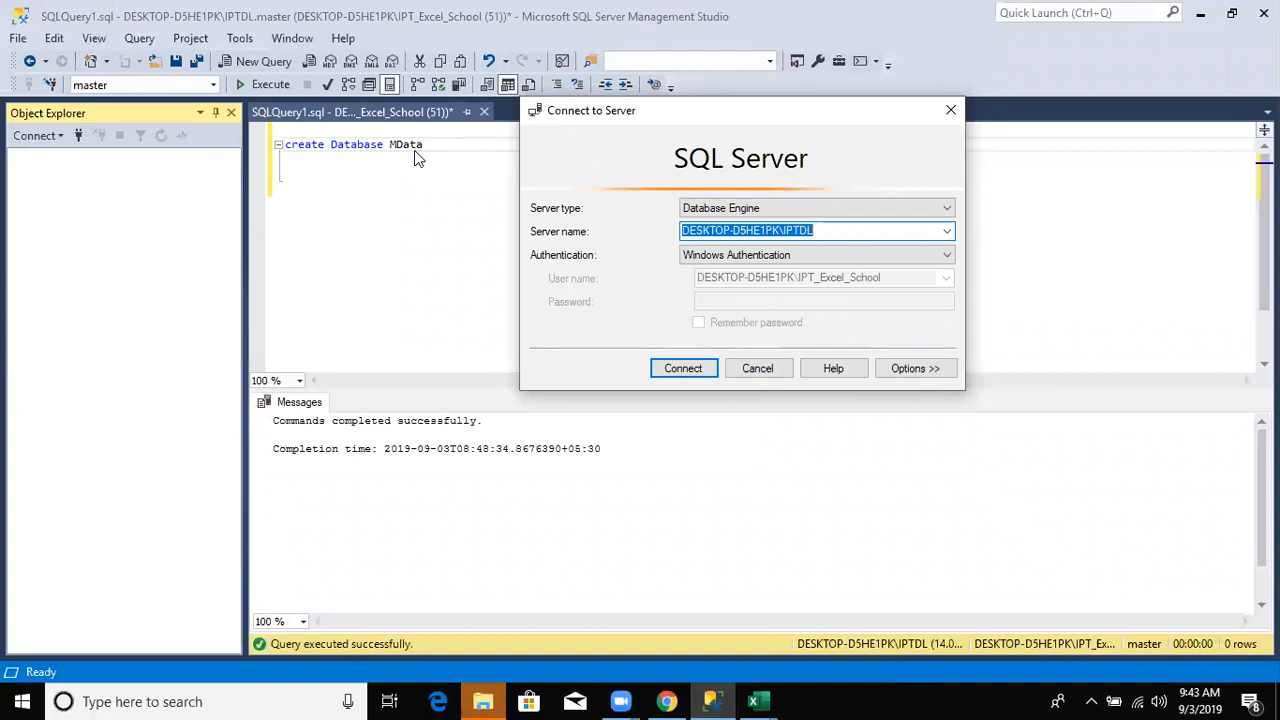 SQLQuery1.sql - DESKTOP-D5HE1PK\IPTDL.master (DESKTOP-D5HE1PK\IPT_Excel_School (51))* - Microsoft SQL Server Management Studio
Quick Launch (Ctrl+Q)
File Edit View Query Project Tools Window Help
New Query
master
Execute
Object Explorer
SQLQuery1.sql - DE..._Excel_School (51))*
Connect
create Database MData
Connect to Server
SQL Server
Server type: Database Engine
Server name: DESKTOP-D5HE1PK\IPTDL
Authentication: Windows Authentication
User name: DESKTOP-D5HE1PK\IPT_Excel_School
Password:
Remember password
Connect Cancel Help Options >>
100 %
Messages
Commands completed successfully.
Completion time: 2019-09-03T08:48:34.8676390+05:30
100 %
Query executed successfully. DESKTOP-D5HE1PK\IPTDL (14.0... DESKTOP-D5HE1PK\IPT_Ex... master 00:00:00 0 rows
Ready
Type here to search
9:43 AM
9/3/2019
8